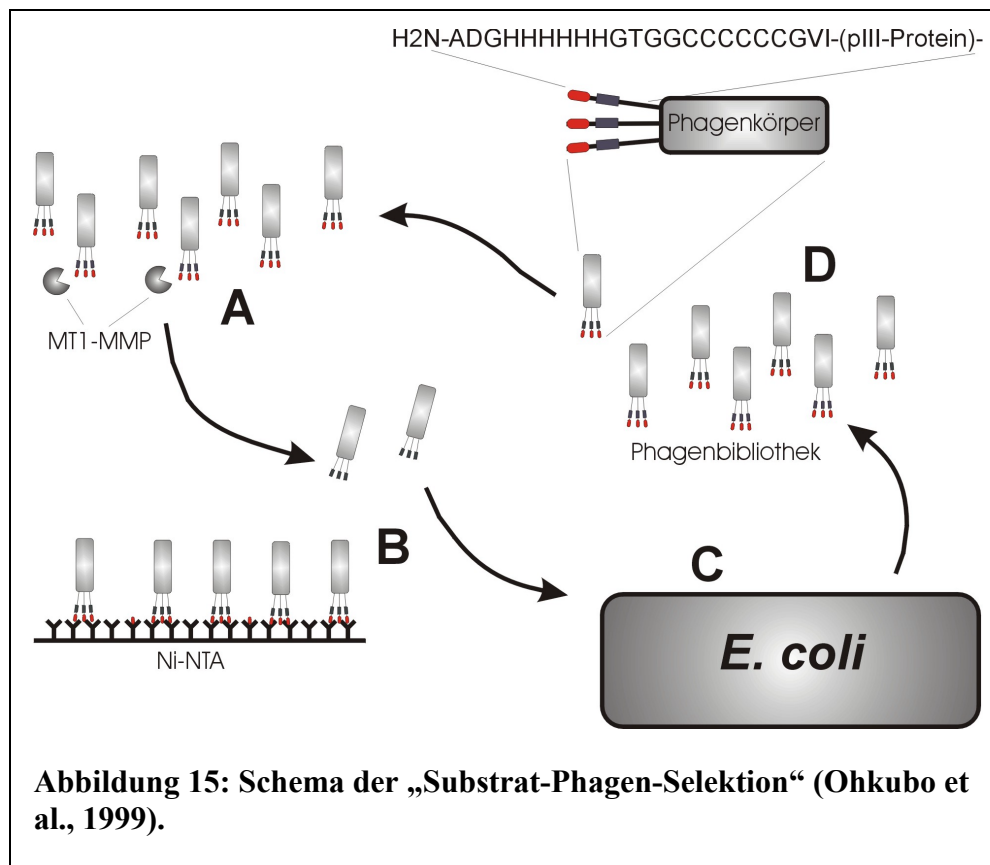 H2N-ADGHHHHHHGTGGCCCCCCGVI-(pIII-Protein)-
Phagenkörper
D
A
MT1-MMP
Phagenbibliothek
B
C
E. coli
Ni-NTA
Abbildung 15: Schema der „Substrat-Phagen-Selektion“ (Ohkubo et
al., 1999).